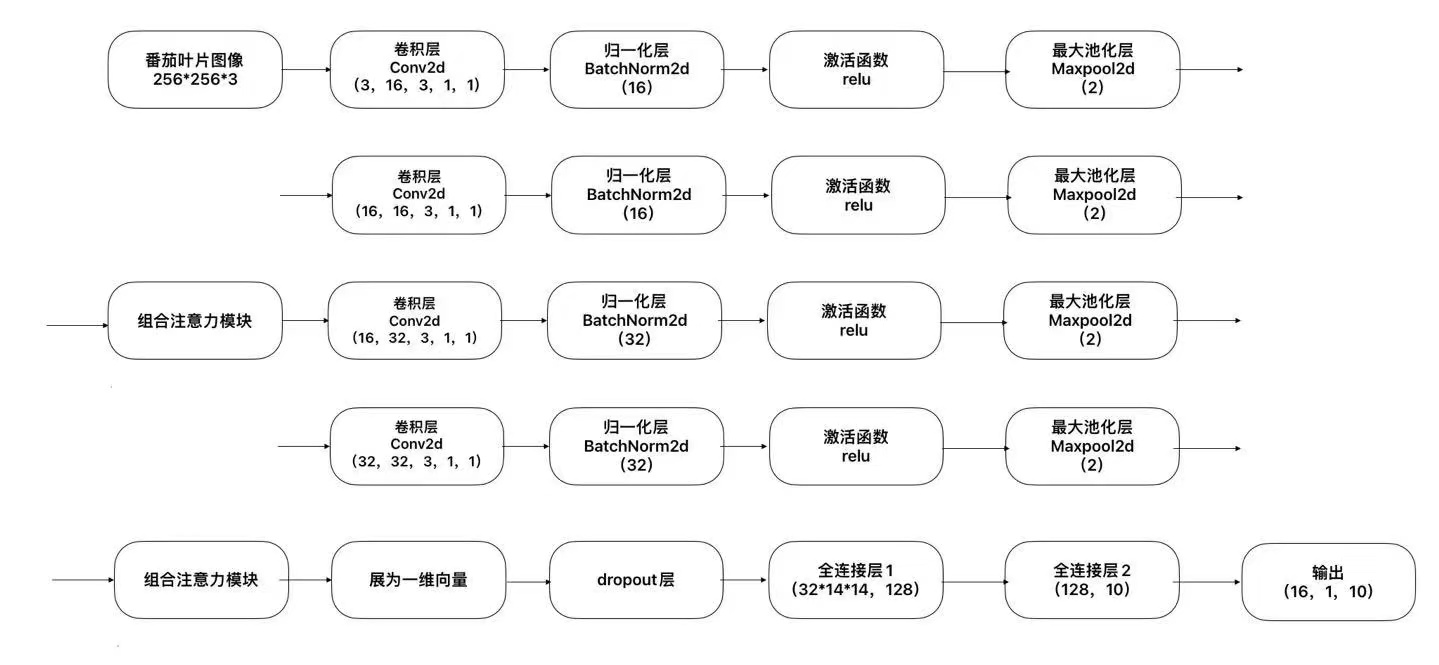 番茄叶片图像
256*256*3
卷积层
Conv2d
（3，16，3，1，1）
归一化层
BatchNorm2d
（16）
激活函数
relu
最大池化层
Maxpool2d
（2）
卷积层
Conv2d
（16，16，3，1，1）
归一化层
BatchNorm2d
（16）
激活函数
relu
最大池化层
Maxpool2d
（2）
组合注意力模块
卷积层
Conv2d
（16，32，3，1，1）
归一化层
BatchNorm2d
（32）
激活函数
relu
最大池化层
Maxpool2d
（2）
卷积层
Conv2d
（32，32，3，1，1）
归一化层
BatchNorm2d
（32）
激活函数
relu
最大池化层
Maxpool2d
（2）
组合注意力模块
展为一维向量
dropout层
全连接层1
（32*14*14，128）
全连接层2
（128，10）
输出
（16，1，10）